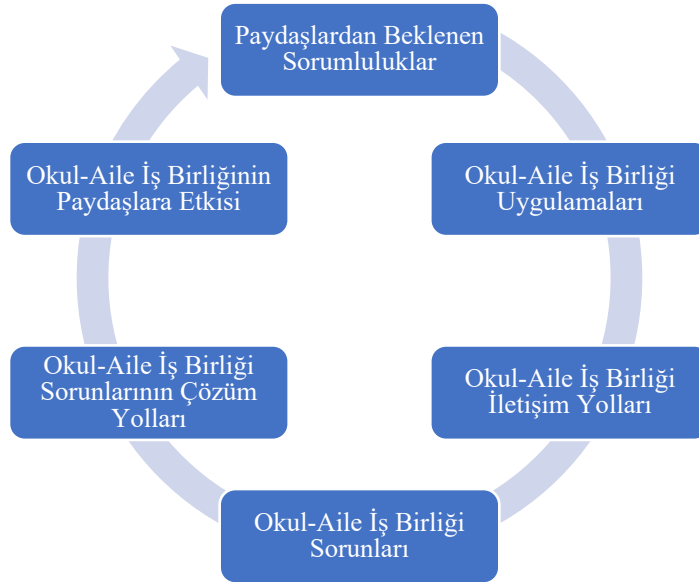 Paydaşlardan Beklenen
Sorumluluklar
Okul-Aile İş Birliği
Uygulamaları
Okul-Aile İş Birliği
İletişim Yolları
Okul-Aile İş Birliği
Sorunları
Okul-Aile İş Birliği
Sorunlarının Çözüm
Yolları
Okul-Aile İş Birliğinin
Paydaşlara Etkisi